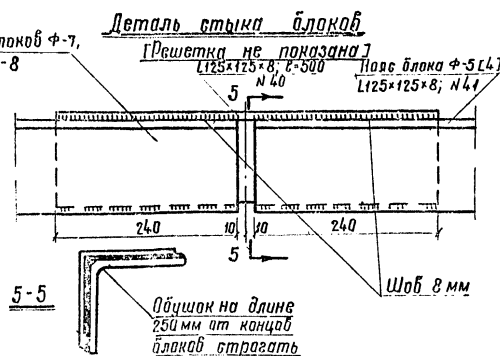 Деталь стыка блоков
[Решетка не показана]
блоков Ф-7,
-8
L125×125×8; ℓ=500
N 40
Пояс блока Ф-5 [4]
L125×125×8; N41
5
240
10
10
240
5
5-5
Шов 8 мм
Обушок на длине
250 мм от концов
блоков строгать